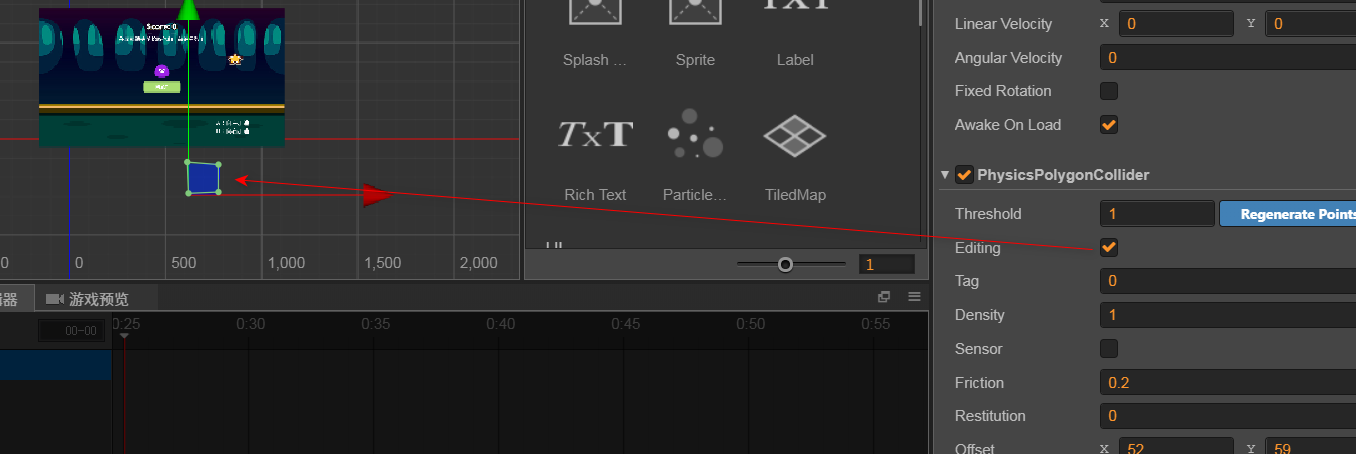 Score: 0
TxT
Splash ...
Sprite
Label
TxT
Rich Text
Particle...
TiledMap
0
500
1,000
1,500
2,000
1
器
游戏预览
00-00
0:25
0:30
0:35
0:40
0:45
0:50
0:55
Linear Velocity
X
0
Y
0
Angular Velocity
0
Fixed Rotation
Awake On Load
PhysicsPolygonCollider
Threshold
1
Regenerate Points
Editing
Tag
0
Density
1
Sensor
Friction
0.2
Restitution
0
Offset
X
52
Y
59